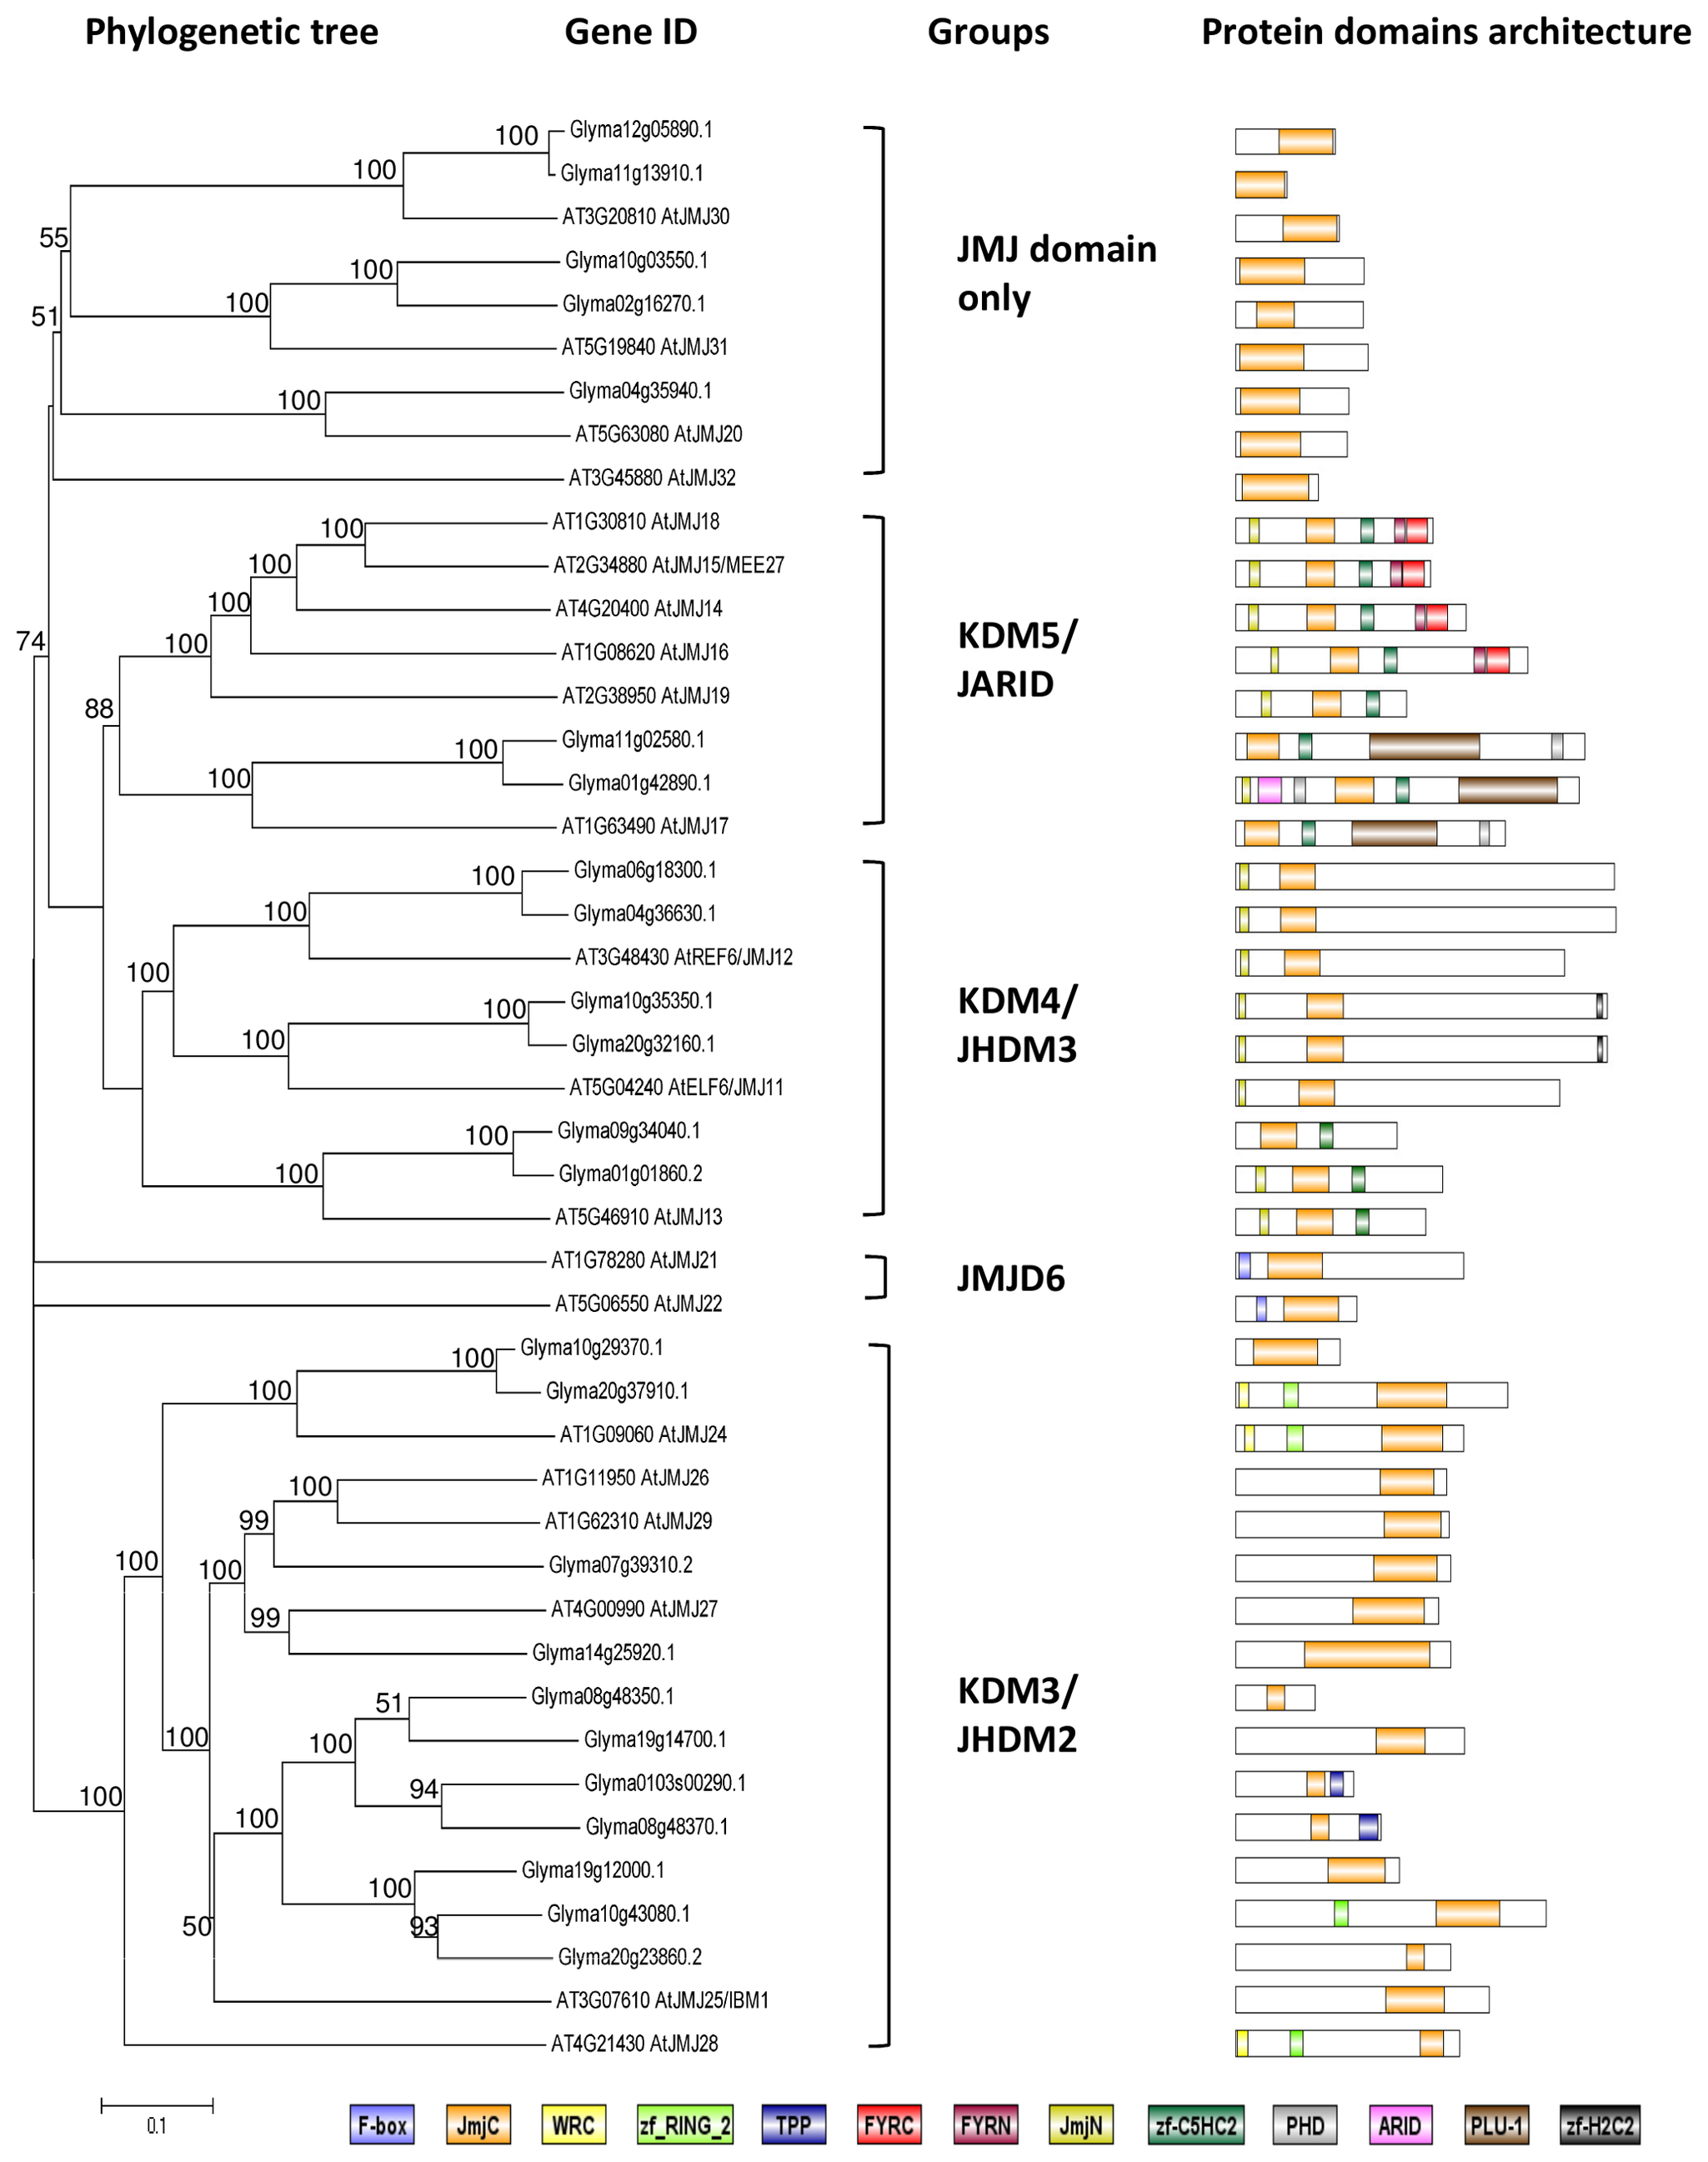 Phylogenetic tree Gene ID Groups Protein domains architecture
Glyma12g05890.1
100
Glyma11g13910.1
100
AT3G20810 AtJMJ30
55
Glyma10g03550.1
JMJ domain
100
only
Glyma02g16270.1
100
51
AT5G19840 AtJMJ31
Glyma04g35940.1
100
AT5G63080 AtJMJ20
AT3G45880 AtJMJ32
AT1G30810 AtJMJ18
100
AT2G34880 AtJMJ15/MEE27
100
AT4G20400 AtJMJ14
100
KDM5/
JARID
74
100
AT1G08620 AtJMJ16
AT2G38950 AtJMJ19
88
Glyma11g02580.1
100
Glyma01g42890.1
100
AT1G63490 AtJMJ17
Glyma06g18300.1
100
Glyma04g36630.1
100
AT3G48430 AtREF6/JMJ12
100
Glyma10g35350.1
KDM4/
JHDM3
100
Glyma20g32160.1
100
AT5G04240 AtELF6/JMJ11
Glyma09g34040.1
100
Glyma01g01860.2
100
AT5G46910 AtJMJ13
AT1G78280 AtJMJ21
JMJD6
AT5G06550 AtJMJ22
Glyma10g29370.1
100
Glyma20g37910.1
100
AT1G09060 AtJMJ24
AT1G11950 AtJMJ26
100
AT1G62310 AtJMJ29
99
Glyma07g39310.2
100
100
AT4G00990 AtJMJ27
99
Glyma14g25920.1
Glyma08g48350.1
KDM3/
JHDM2
51
Glyma19g14700.1
100
100
Glyma0103s00290.1
94
100
Glyma08g48370.1
100
Glyma19g12000.1
100
Glyma10g43080.1
93
50
Glyma20g23860.2
AT3G07610 AtJMJ25/IBM1
AT4G21430 AtJMJ28
0.1
F-box JmjC WRC zf_RING_2 TPP FYRC FYRN JmjN zf-C5HC2 PHD ARID PLU-1 zf-H2C2